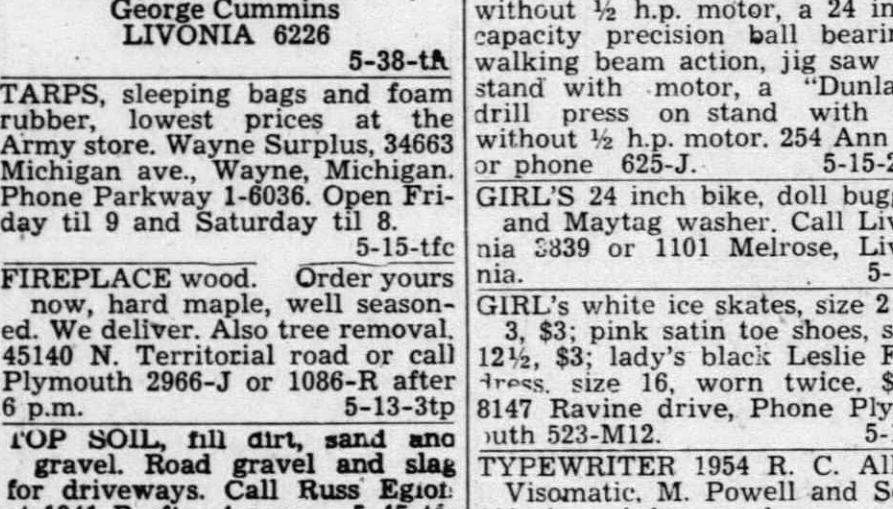 George Cummins
LIVONIA 6226
5-38-tfc
TARPS, sleeping bags and foam
rubber, lowest prices at the
Army store. Wayne Surplus, 34663
Michigan ave., Wayne, Michigan.
Phone Parkway 1-6036. Open Fri-
day til 9 and Saturday til 8.
5-15-tfc
FIREPLACE wood. Order yours
now, hard maple, well season-
ed. We deliver. Also tree removal.
45140 N. Territorial road or call
Plymouth 2966-J or 1086-R after
6 p.m. 5-13-3tp
TOP SOIL, fill dirt, sand and
gravel. Road gravel and slag
for driveways. Call Russ
without ½ h.p. motor, a 24 in
capacity precision ball beari
walking beam action, jig saw
stand with motor, a "Dunla
drill press on stand with
without ½ h.p. motor. 254 Ann
or phone 625-J. 5-15-
GIRL'S 24 inch bike, doll bug
and Maytag washer. Call Liv
nia 3839 or 1101 Melrose, Liv
nia. 5-
GIRL's white ice skates, size 2
3, $3; pink satin toe shoes, s
12½, $3; lady's black Leslie F
dress, size 16, worn twice, $
8147 Ravine drive, Phone Ply
outh 523-M12. 5-
TYPEWRITER 1954 R. C. Al
Visomatic. M. Powell and S